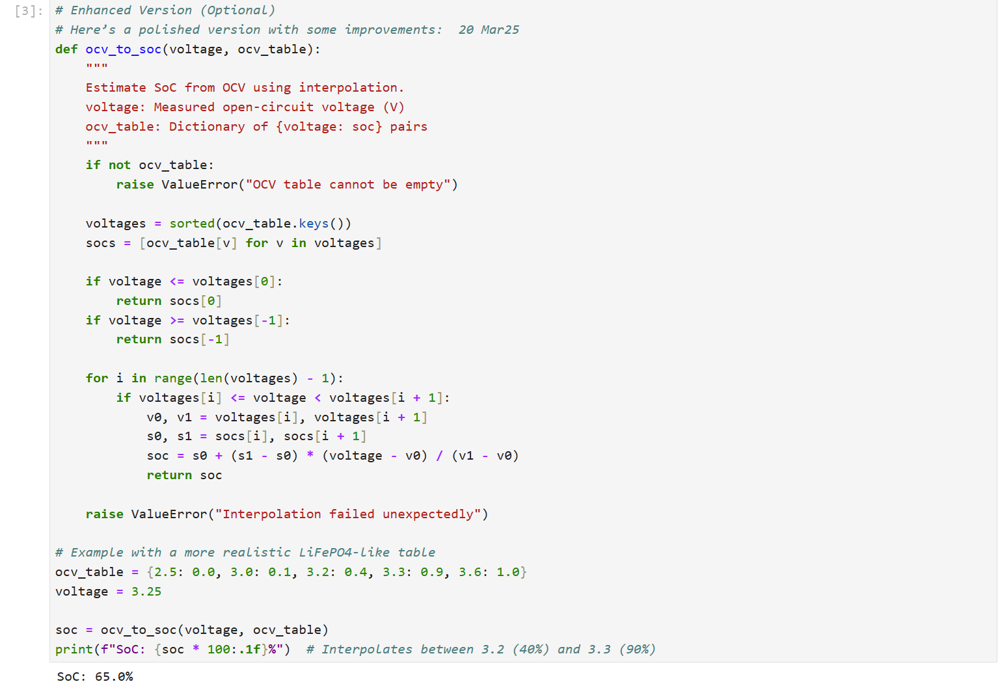 [3]: # Enhanced Version (Optional)
# Here’s a polished version with some improvements:  20 Mar25
def ocv_to_soc(voltage, ocv_table):
    """
    Estimate SoC from OCV using interpolation.
    voltage: Measured open-circuit voltage (V)
    ocv_table: Dictionary of {voltage: soc} pairs
    """
    if not ocv_table:
        raise ValueError("OCV table cannot be empty")

    voltages = sorted(ocv_table.keys())
    socs = [ocv_table[v] for v in voltages]

    if voltage <= voltages[0]:
        return socs[0]
    if voltage >= voltages[-1]:
        return socs[-1]

    for i in range(len(voltages) - 1):
        if voltages[i] <= voltage < voltages[i + 1]:
            v0, v1 = voltages[i], voltages[i + 1]
            s0, s1 = socs[i], socs[i + 1]
            soc = s0 + (s1 - s0) * (voltage - v0) / (v1 - v0)
            return soc

    raise ValueError("Interpolation failed unexpectedly")

# Example with a more realistic LiFePO4-like table
ocv_table = {2.5: 0.0, 3.0: 0.1, 3.2: 0.4, 3.3: 0.9, 3.6: 1.0}
voltage = 3.25

soc = ocv_to_soc(voltage, ocv_table)
print(f"SoC: {soc * 100:.1f}%")  # Interpolates between 3.2 (40%) and 3.3 (90%)
SoC: 65.0%